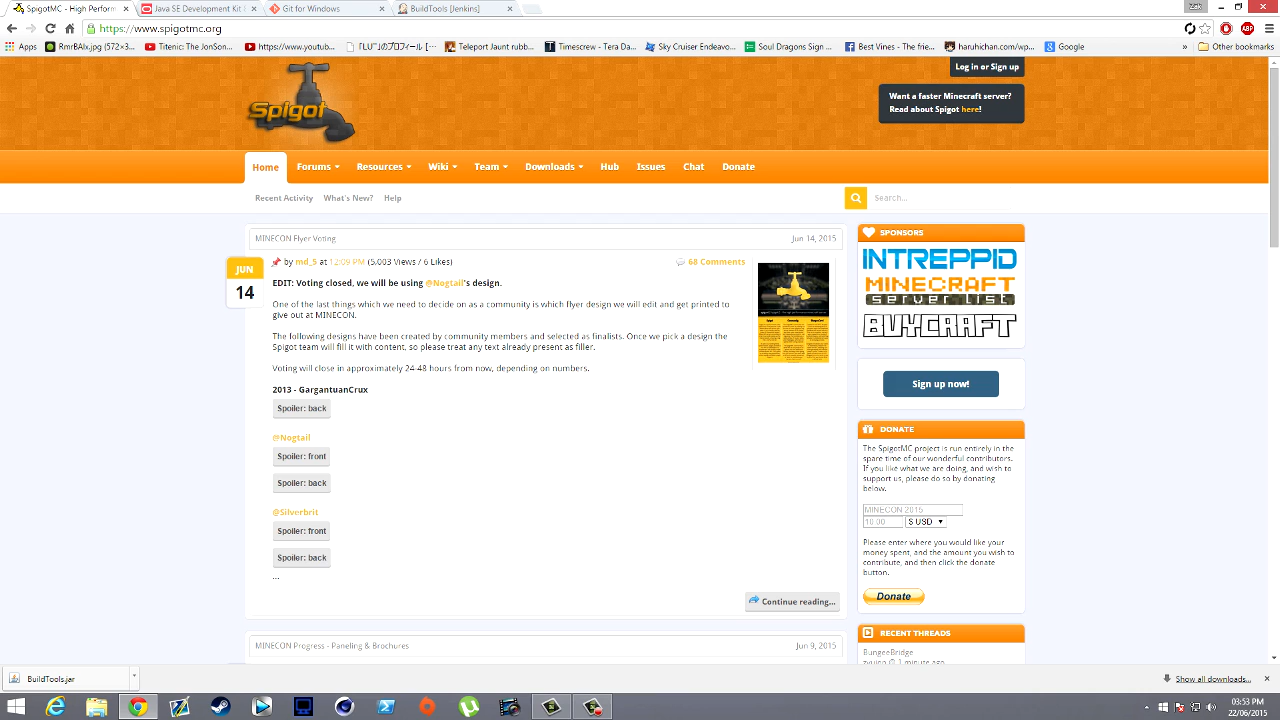 SpigotMC - High Perform
Java SE Development Kit 8
Git for Windows
BuildTools [Jenkins]
https://www.spigotmc.org
Apps
RmrBAlv.jpg (572×3...
Titenic: The JonSon...
https://www.youtub...
Teleport Jaunt rubb...
Timescrew - Tera Da...
Sky Cruiser Endeavo...
Soul Dragons Sign ...
Best Vines - The frie...
haruhichan.com/wp...
Google
»
Other bookmarks
Log in or Sign up
Spigot
Want a faster Minecraft server?
Read about Spigot here!
Home
Forums
Resources
Wiki
Team
Downloads
Hub
Issues
Chat
Donate
Recent Activity
What's New?
Help
Search...
MINECON Flyer Voting
Jun 14, 2015
JUN
14
by md_5 at 12:09 PM (5,003 Views / 6 Likes)
68 Comments
EDIT: Voting closed, we will be using @Nogtail's design.
One of the last things which we need to decide on as a community is which flyer design we will edit and get printed to
give out at MINECON.
The following designs have been created by community members and selected as finalists. Once we pick a design the
Spigot team will fill it with content, so please treat any text already present as filler.
Voting will close in approximately 24-48 hours from now, depending on numbers.
2013 - GargantuanCrux
Spoiler: back
@Nogtail
Spoiler: front
Spoiler: back
@Silverbrit
Spoiler: front
Spoiler: back
...
Continue reading...
MINECON Progress - Paneling & Brochures
Jun 9, 2015
SPONSORS
INTREPPID
MINECRAFT
server list
BUYCRAFT
Sign up now!
DONATE
The SpigotMC project is run entirely in the
spare time of our wonderful contributors.
If you like what we are doing, and wish to
support us, please do so by donating
below.
MINECON 2015
10.00
$ USD
Please enter where you would like your
money spent, and the amount you wish to
contribute, and then click the donate
button.
Donate
RECENT THREADS
BungeeBridge
BuildTools.jar
Show all downloads...
03:53 PM
22/06/2015